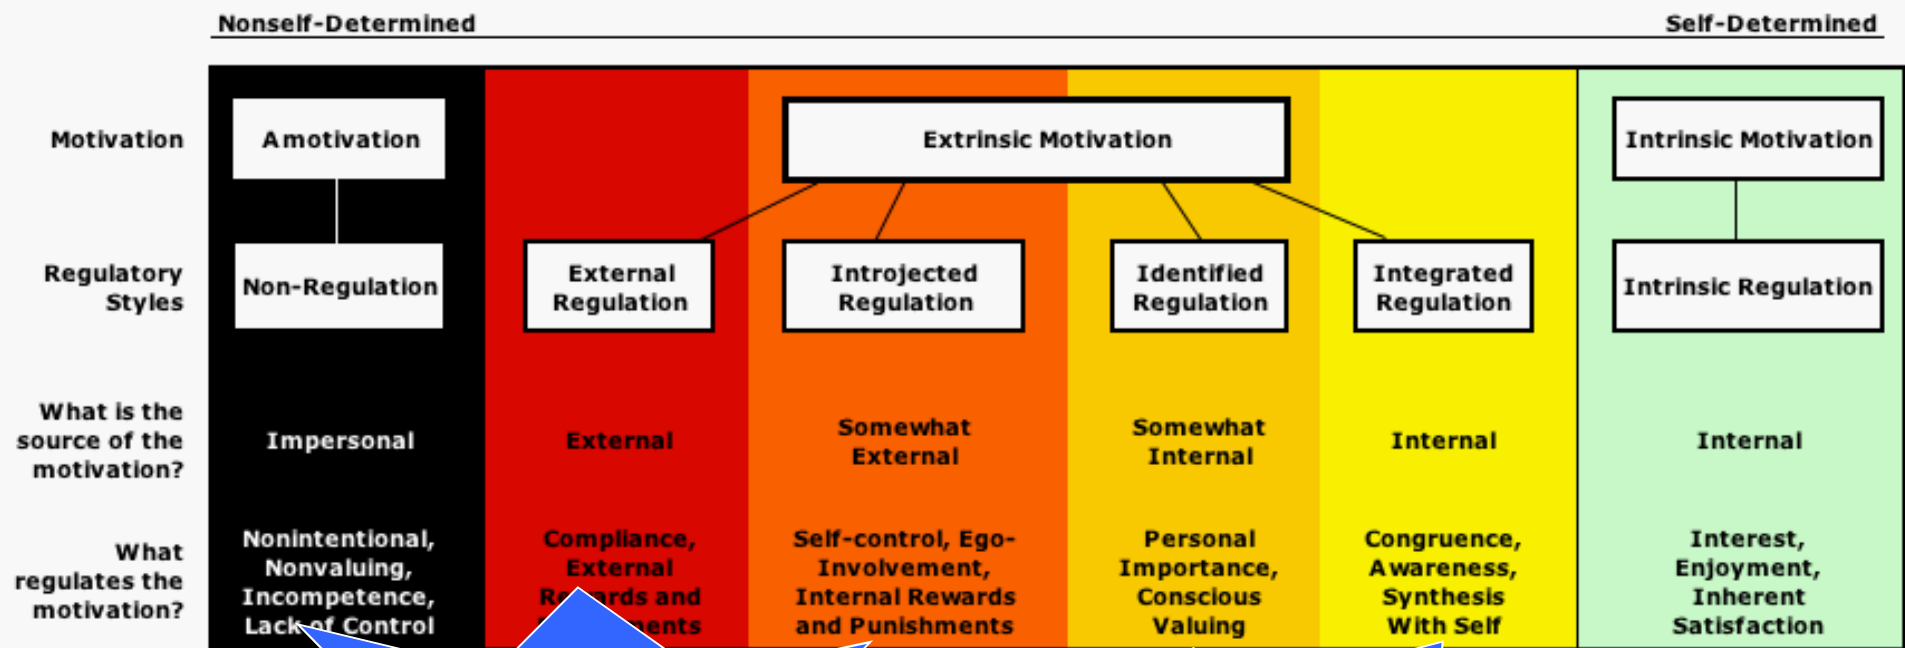 Nonself-Determined
Self-Determined
Motivation
Amotivation
Extrinsic Motivation
Intrinsic Motivation
Regulatory
Styles
Non-Regulation
External
Regulation
Introjected
Regulation
Identified
Regulation
Integrated
Regulation
Intrinsic Regulation
What is the
source of the
motivation?
Impersonal
External
Somewhat
External
Somewhat
Internal
Internal
Internal
What
regulates the
motivation?
Nonintentional,
Nonvaluing,
Incompetence,
Lack of Control
Compliance,
External
and
Self-control, Ego-
Involvement,
Internal Rewards
and Punishments
Personal
Importance,
Conscious
Valuing
Congruence,
Awareness,
Synthesis
With Self
Interest,
Enjoyment,
Inherent
Satisfaction